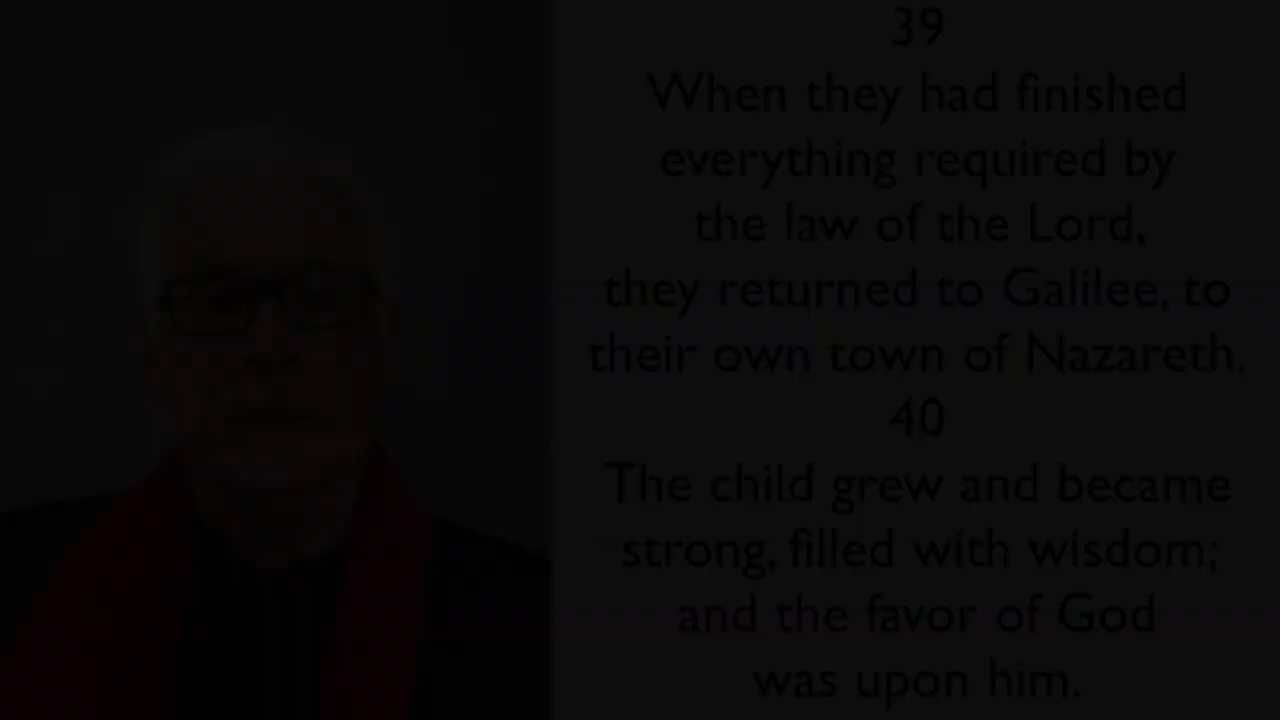 39
When they had finished
everything required by
the law of the Lord,
they returned to Galilee, to
their own town of Nazareth.
40
The child grew and became
strong, filled with wisdom;
and the favor of God
was upon him.